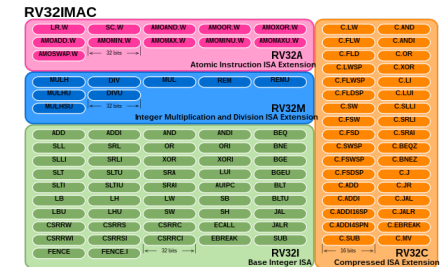 RV32IMAC
LR.W SC.W AMOAND.W AMOOR.W AMOXOR.W
AMOADD.W AMOMIN.W AMOMAX.W AMOMINU.W AMOMAXU.W
AMOSWAP.W 32 bits RV32A
Atomic Instruction ISA Extension
MULH DIV MUL REM REMU
MULHU DIVU
MULHSU 32 bits RV32M
Integer Multiplication and Division ISA Extension
ADD ADDI AND ANDI BEQ
SLL SRL OR ORI BNE
SLLI SRLI XOR XORI BGE
SLT SLTU SRA LUI BGEU
SLTI SLTIU SRAI AUIPC BLT
LB LH LW SB BLTU
LBU LHU SW SH JAL
CSRRW CSRRS CSRRC ECALL JALR
CSRRWI CSRRSI CSRRCI EBREAK SUB
FENCE FENCE.I 32 bits RV32I
Base Integer ISA
C.LW C.AND
C.FLW C.ANDI
C.FLD C.OR
C.LWSP C.XOR
C.FLWSP C.LI
C.FLDSP C.LUI
C.SW C.SLLI
C.FSW C.SRLI
C.FSD C.SRAI
C.SWSP C.BEQZ
C.FSWSP C.BNEZ
C.FSDSP C.J
C.ADD C.JR
C.ADDI C.JAL
C.ADDI16SP C.JALR
C.ADDI4SPN C.EBREAK
C.SUB C.MV
16 bits RV32C
Compressed ISA Extension